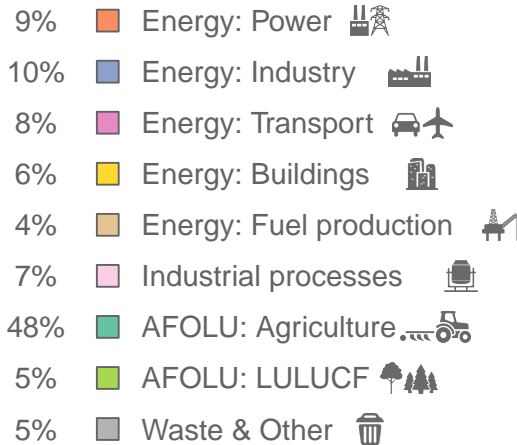 9% Energy: Power
10% Energy: Industry
8% Energy: Transport
6% Energy: Buildings
4% Energy: Fuel production
7% Industrial processes
48% AFOLU: Agriculture
5% AFOLU: LULUCF
5% Waste & Other